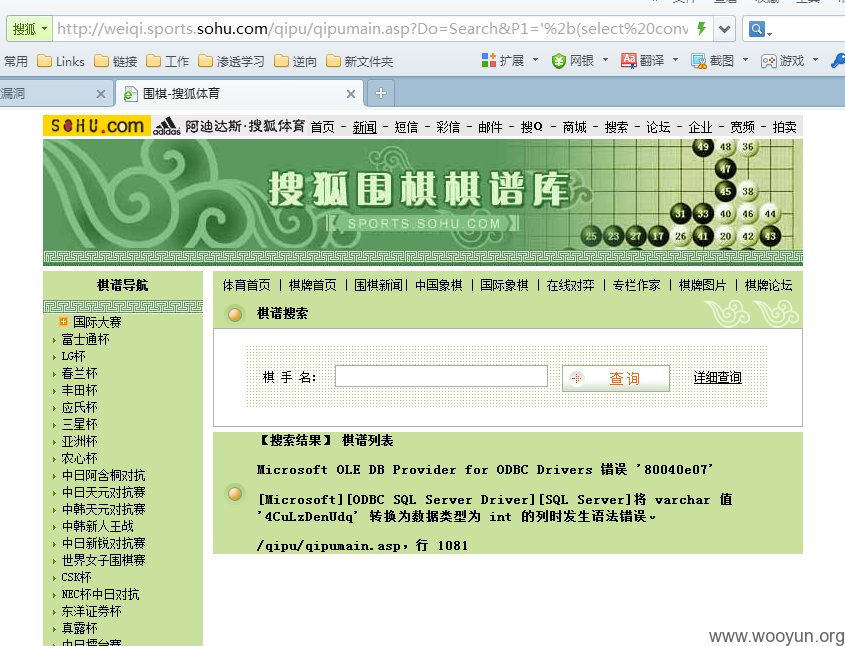 搜狐 http://weiqi.sports.sohu.com/qipu/qipumain.asp?Do=Search&P1='%2b(select%20conv
常用 Links 链接 工作 渗透学习 逆向 新文件夹 扩展 网银 翻译 截图 游戏
漏洞 围棋-搜狐体育
SOHU.com adidas 阿迪达斯·搜狐体育 首页 - 新闻 - 短信 - 彩信 - 邮件 - 搜Q - 商城 - 搜索 - 论坛 - 企业 - 宽频 - 拍卖
搜狐围棋棋谱库
SPORTS.SOHU.COM
49 48 36
47
45 38
31 33 40 46 44
25 23 27 17 26 41 20 42 43
棋谱导航
体育首页 | 棋牌首页 | 围棋新闻| 中国象棋 | 国际象棋 | 在线对弈 | 专栏作家 | 棋牌图片 | 棋牌论坛
棋谱搜索
棋 手 名: 查 询 详细查询
【搜索结果】 棋谱列表
Microsoft OLE DB Provider for ODBC Drivers 错误 '80040e07'
[Microsoft][ODBC SQL Server Driver][SQL Server]将 varchar 值
'4CuLzDenUdq' 转换为数据类型为 int 的列时发生语法错误。
/qipu/qipumain.asp，行 1081
国际大赛
富士通杯
LG杯
春兰杯
丰田杯
应氏杯
三星杯
亚洲杯
农心杯
中日阿含桐对抗
中日天元对抗赛
中韩天元对抗赛
中韩新人王战
中日新锐对抗赛
世界女子围棋赛
CSK杯
NEC杯中日对抗
东洋证券杯
真露杯
中日擂台赛
www.wooyun.org